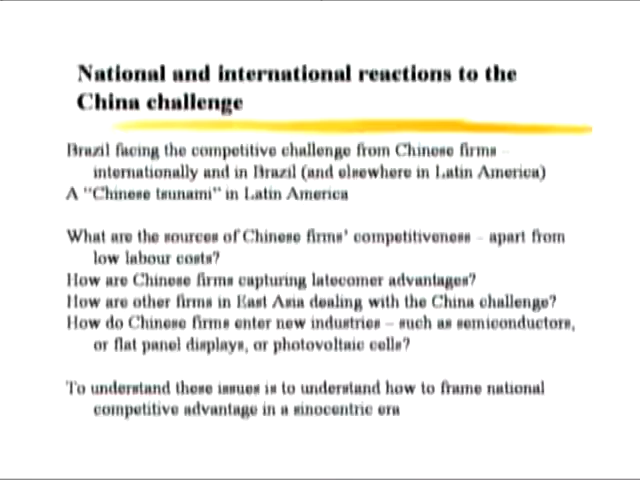 National and international reactions to the
China challenge
Brazil facing the competitive challenge from Chinese firms –
internationally and in Brazil (and elsewhere in Latin America)
A "Chinese tsunami" in Latin America
What are the sources of Chinese firms' competitiveness – apart from
low labour costs?
How are Chinese firms capturing latecomer advantages?
How are other firms in East Asia dealing with the China challenge?
How do Chinese firms enter new industries – such as semiconductors,
or flat panel displays, or photovoltaic cells?
To understand these issues is to understand how to frame national
competitive advantage in a sinocentric era